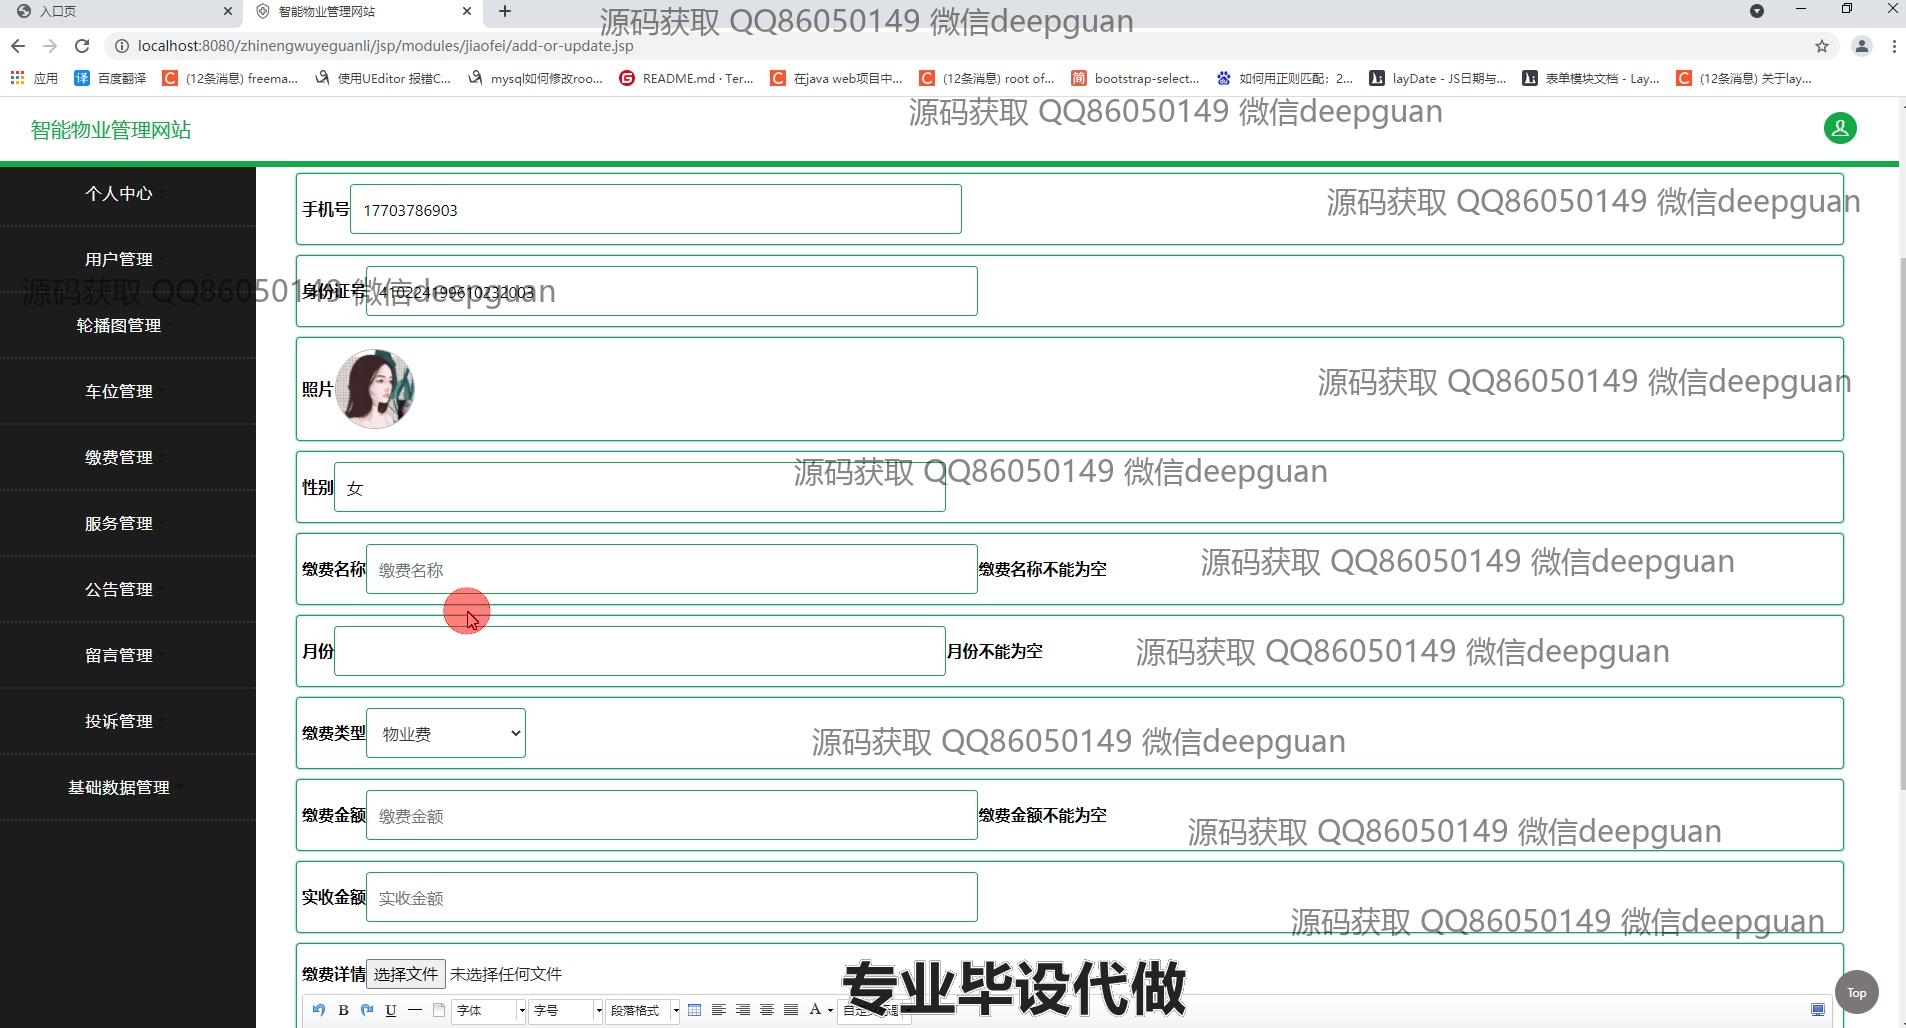 入口页
智能物业管理网站
源码获取 QQ86050149 微信deepguan
localhost:8080/zhinengwuyeguanli/jsp/modules/jiaofei/add-or-update.jsp
应用
百度翻译
(12条消息) freema...
使用UEditor 报错C...
mysql如何修改roo...
README.md · Ter...
在java web项目中...
(12条消息) root of...
bootstrap-select...
如何用正则匹配：2...
layDate - JS日期与...
表单模块文档 - Lay...
(12条消息) 关于lay...
源码获取 QQ86050149 微信deepguan
智能物业管理网站
个人中心
用户管理
轮播图管理
车位管理
缴费管理
服务管理
公告管理
留言管理
投诉管理
基础数据管理
手机号 17703786903
源码获取 QQ86050149 微信deepguan
源码获取 QQ86050149 微信deepguan
身份证号 410224199610232003
照片
源码获取 QQ86050149 微信deepguan
性别 女
源码获取 QQ86050149 微信deepguan
缴费名称 缴费名称 缴费名称不能为空
源码获取 QQ86050149 微信deepguan
月份 月份不能为空
源码获取 QQ86050149 微信deepguan
缴费类型 物业费
源码获取 QQ86050149 微信deepguan
缴费金额 缴费金额 缴费金额不能为空
源码获取 QQ86050149 微信deepguan
实收金额 实收金额
源码获取 QQ86050149 微信deepguan
缴费详情 选择文件 未选择任何文件
专业毕设代做
B U 字体 字号 段落格式 A
Top